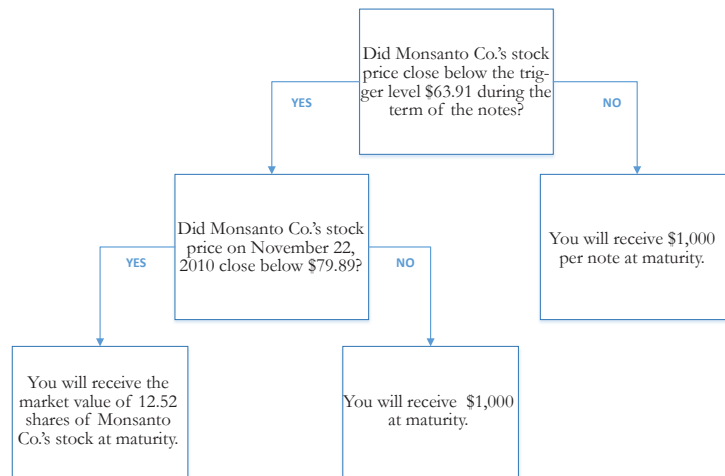 Did Monsanto Co.'s stock
price close below the trig-
ger level $63.91 during the
term of the notes?
YES
NO
Did Monsanto Co.'s stock
price on November 22,
2010 close below $79.89?
You will receive $1,000
per note at maturity.
YES
NO
You will receive the
market value of 12.52
shares of Monsanto
Co.'s stock at maturity.
You will receive $1,000
at maturity.